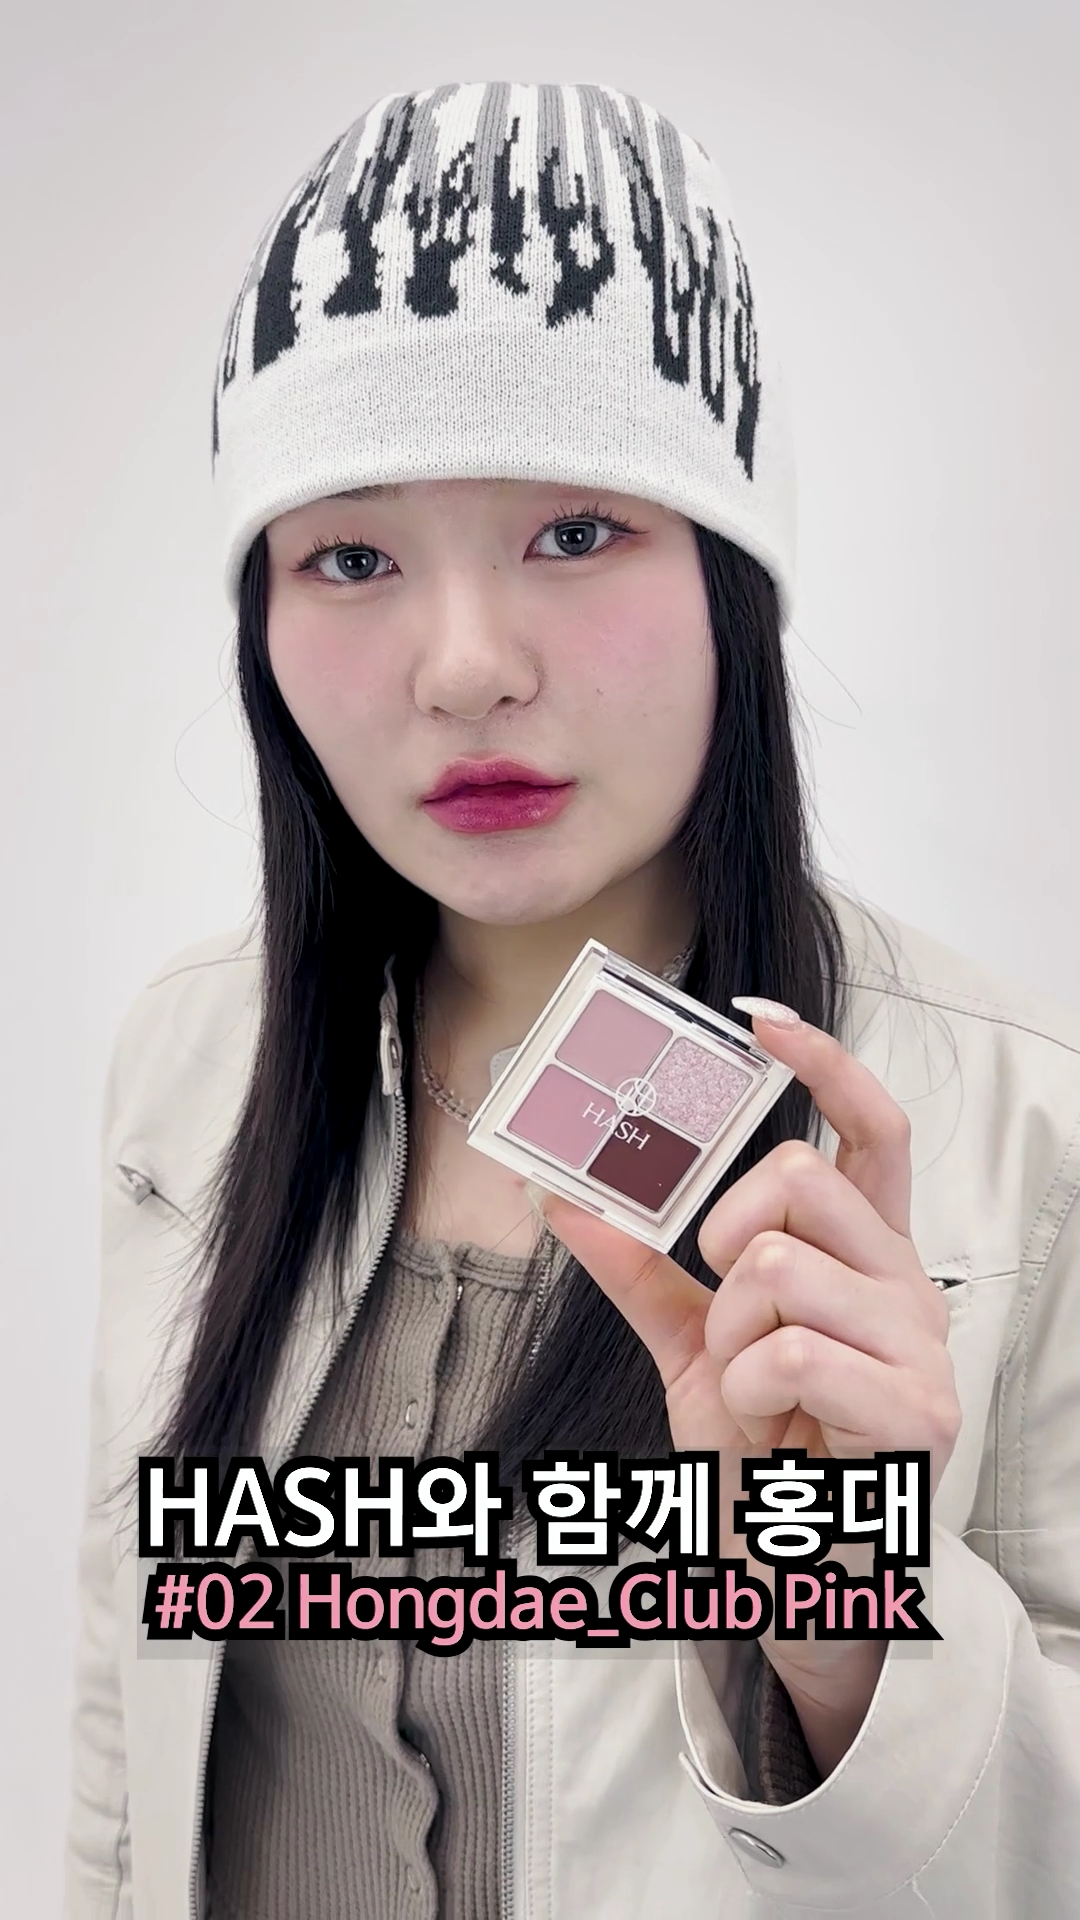 HASH
HASH와 함께 홍대
#02 Hongdae_Club Pink